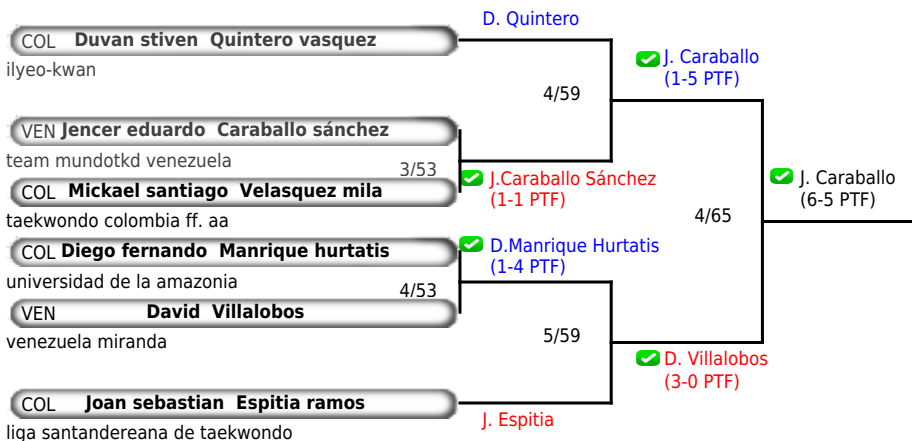 D. Quintero
COL Duvan stiven Quintero vasquez
ilyeo-kwan
J. Caraballo
(1-5 PTF)
4/59
VEN Jencer eduardo Caraballo sánchez
team mundotkd venezuela
3/53
COL Mickael santiago Velasquez mila
taekwondo colombia ff. aa
J.Caraballo Sánchez
(1-1 PTF)
J. Caraballo
(6-5 PTF)
4/65
COL Diego fernando Manrique hurtatis
universidad de la amazonia
D.Manrique Hurtatis
(1-4 PTF)
4/53
VEN David Villalobos
venezuela miranda
5/59
D. Villalobos
(3-0 PTF)
COL Joan sebastian Espitia ramos
liga santandereana de taekwondo
J. Espitia